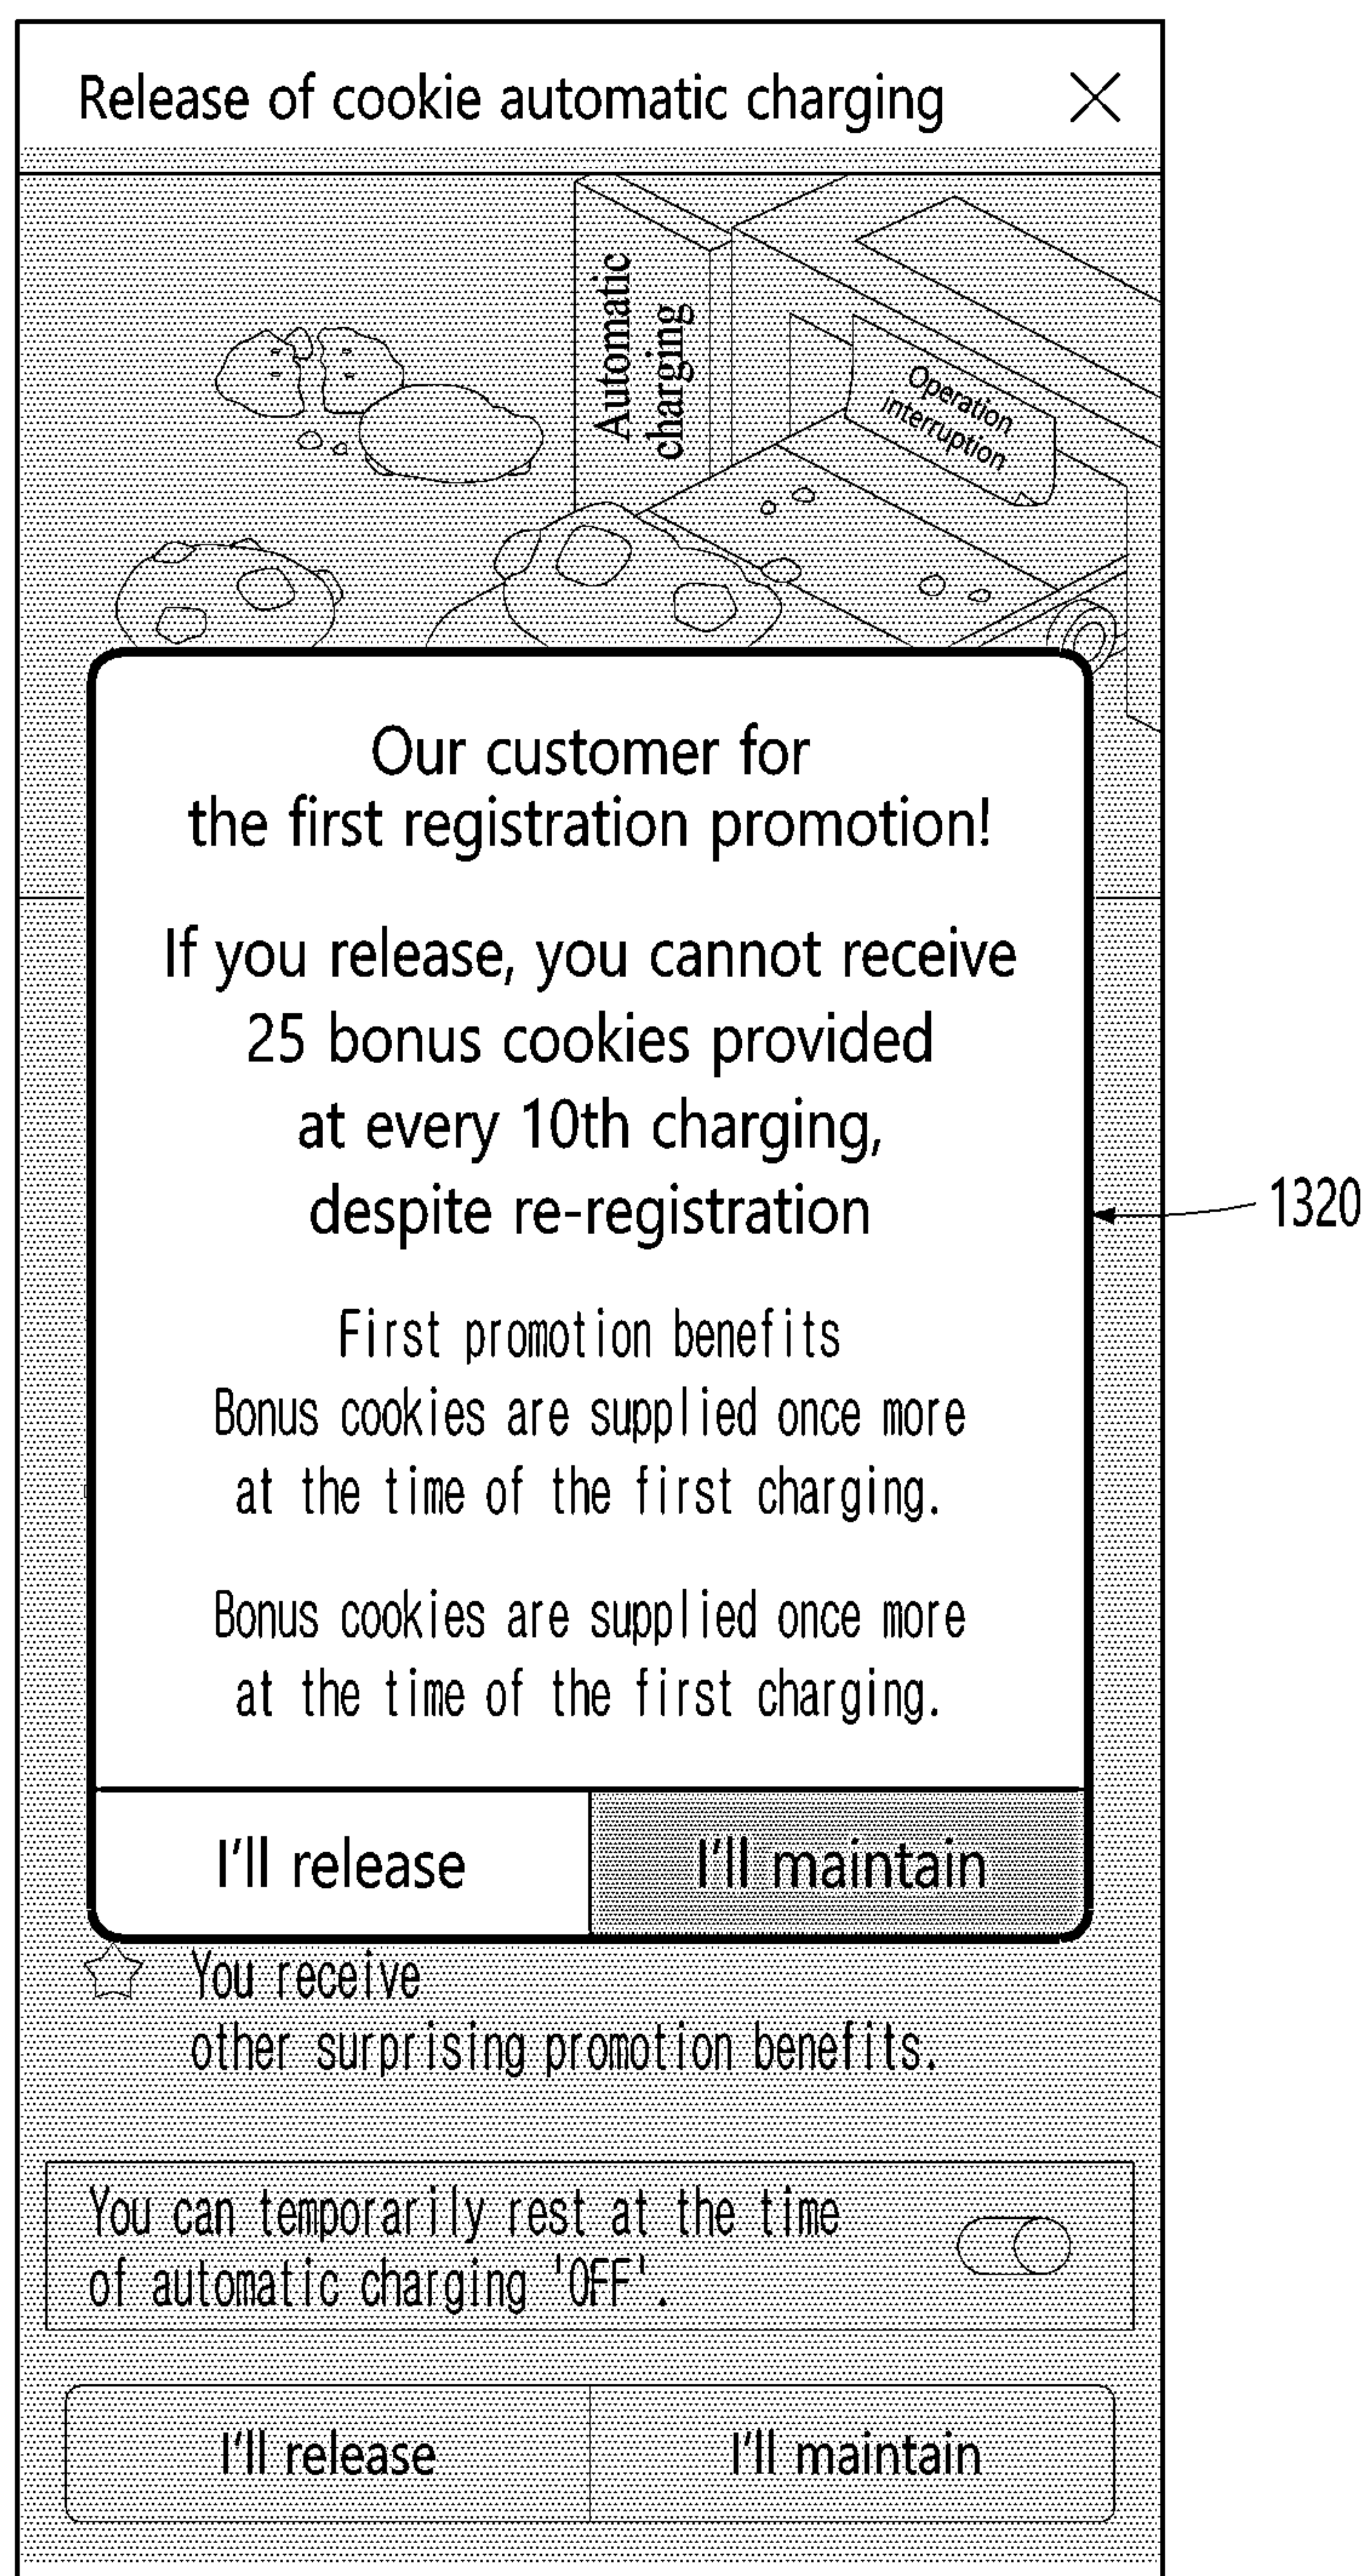 Release of cookie automatic charging
Automatic
charging
Operation
interruption
Our customer for
the first registration promotion!
If you release, you cannot receive
25 bonus cookies provided
at every 10th charging,
despite re-registration
1320
First promotion benefits
Bonus cookies are supplied once more
at the time of the first charging.
Bonus cookies are supplied once more
at the time of the first charging.
I'll release
I'll maintain
You receive
other surprising promotion benefits.
You can temporarily rest at the time
of automatic charging 'OFF'.
I'll release
I'll maintain